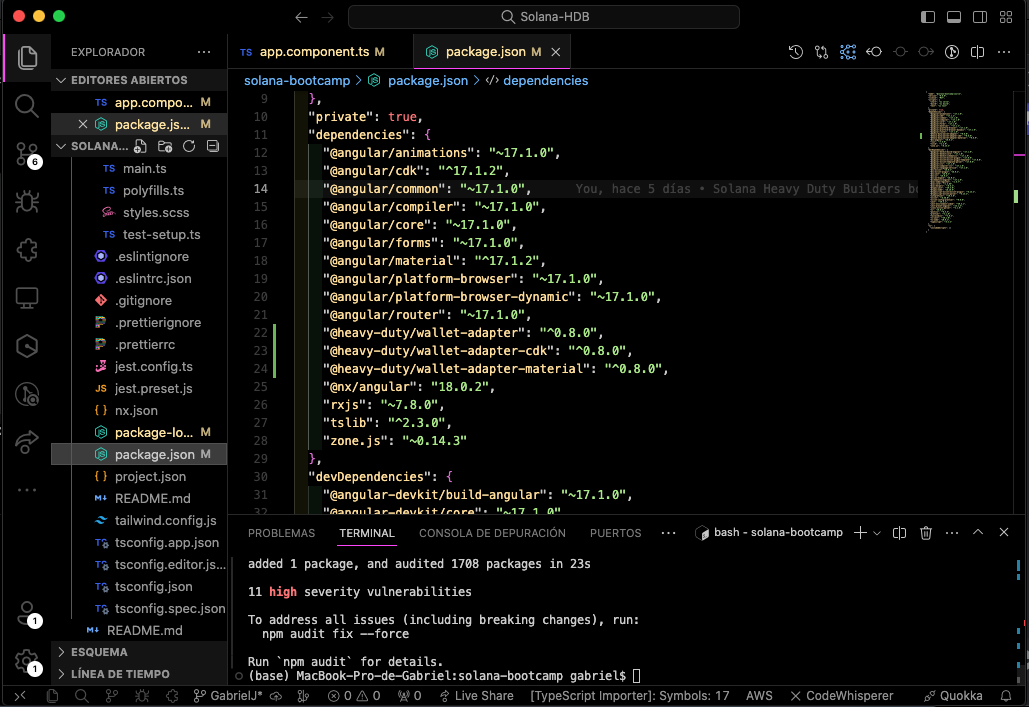 Solana-HDB
EXPLORADOR
EDITORES ABIERTOS
TS app.compo... M
package.js... M
SOLANA...
TS main.ts
TS polyfills.ts
styles.scss
TS test-setup.ts
.eslintignore
.eslintrc.json
.gitignore
.prettierignore
.prettierrc
jest.config.ts
JS jest.preset.js
{ } nx.json
package-lo... M
package.json M
{ } project.json
M↓ README.md
tailwind.config.js
TS tsconfig.app.json
TS tsconfig.editor.js...
TS tsconfig.json
TS tsconfig.spec.json
M↓ README.md
ESQUEMA
LÍNEA DE TIEMPO
6
1
1
TS app.component.ts M
package.json M
solana-bootcamp > package.json > </> dependencies
9 },
10 "private": true,
11 "dependencies": {
12 "@angular/animations": "~17.1.0",
13 "@angular/cdk": "^17.1.2",
14 "@angular/common": "~17.1.0", You, hace 5 días • Solana Heavy Duty Builders bo
15 "@angular/compiler": "~17.1.0",
16 "@angular/core": "~17.1.0",
17 "@angular/forms": "~17.1.0",
18 "@angular/material": "^17.1.2",
19 "@angular/platform-browser": "~17.1.0",
20 "@angular/platform-browser-dynamic": "~17.1.0",
21 "@angular/router": "~17.1.0",
22 "@heavy-duty/wallet-adapter": "^0.8.0",
23 "@heavy-duty/wallet-adapter-cdk": "^0.8.0",
24 "@heavy-duty/wallet-adapter-material": "^0.8.0",
25 "@nx/angular": "18.0.2",
26 "rxjs": "~7.8.0",
27 "tslib": "^2.3.0",
28 "zone.js": "~0.14.3"
29 },
30 "devDependencies": {
31 "@angular-devkit/build-angular": "~17.1.0",
32 "@angular-devkit/core": "~17.1.0",
PROBLEMAS TERMINAL CONSOLA DE DEPURACIÓN PUERTOS bash - solana-bootcamp
added 1 package, and audited 1708 packages in 23s
11 high severity vulnerabilities
To address all issues (including breaking changes), run:
npm audit fix --force
Run `npm audit` for details.
(base) MacBook-Pro-de-Gabriel:solana-bootcamp gabriel$
GabrielJ* 0 0 0 Live Share [TypeScript Importer]: Symbols: 17 AWS CodeWhisperer Quokka